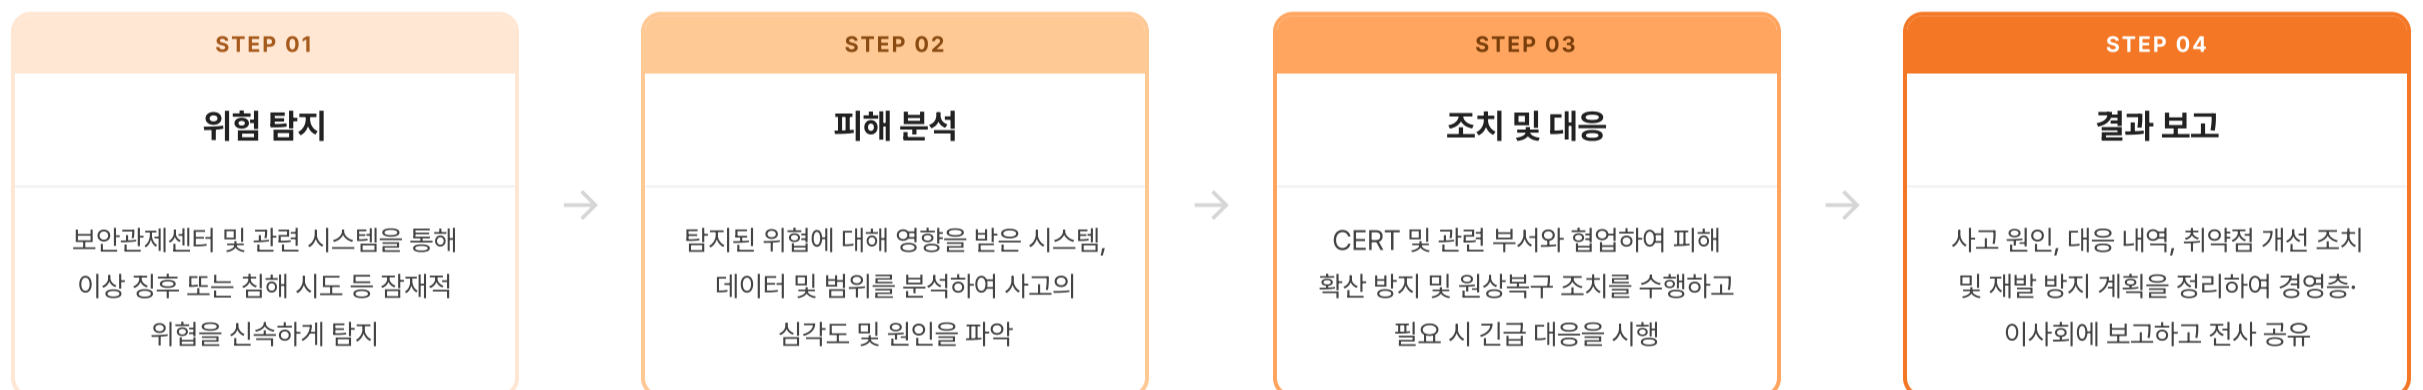 STEP 01
위험 탐지
보안관제센터 및 관련 시스템을 통해
이상 징후 또는 침해 시도 등 잠재적
위협을 신속하게 탐지
STEP 02
피해 분석
탐지된 위협에 대해 영향을 받은 시스템,
데이터 및 범위를 분석하여 사고의
심각도 및 원인을 파악
STEP 03
조치 및 대응
CERT 및 관련 부서와 협업하여 피해
확산 방지 및 원상복구 조치를 수행하고
필요 시 긴급 대응을 시행
STEP 04
결과 보고
사고 원인, 대응 내역, 취약점 개선 조치
및 재발 방지 계획을 정리하여 경영층·
이사회에 보고하고 전사 공유